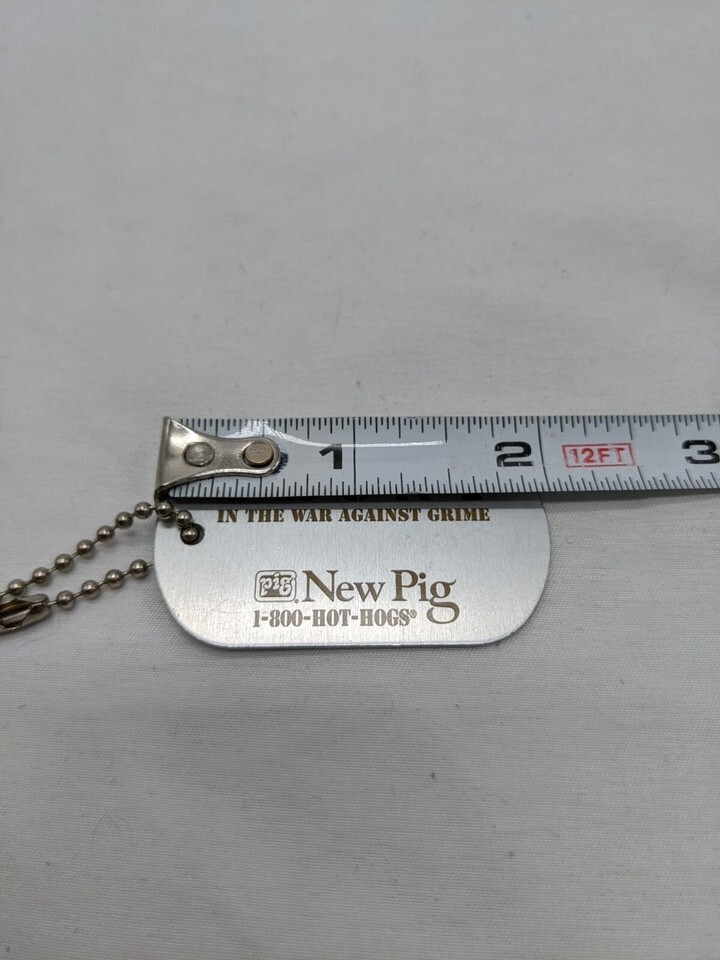 1 2 12FT 3
IN THE WAR AGAINST GRIME
pig New Pig
1-800-HOT-HOGS®